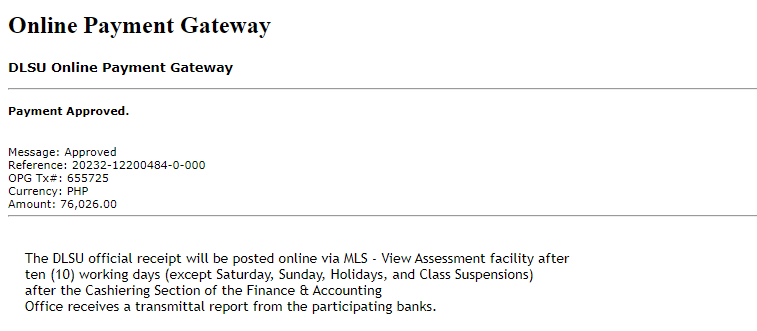 Online Payment Gateway
DLSU Online Payment Gateway
Payment Approved.
Message: Approved
Reference: 20232-12200484-0-000
OPG Tx#: 655725
Currency: PHP
Amount: 76,026.00
The DLSU official receipt will be posted online via MLS - View Assessment facility after
ten (10) working days (except Saturday, Sunday, Holidays, and Class Suspensions)
after the Cashiering Section of the Finance & Accounting
Office receives a transmittal report from the participating banks.